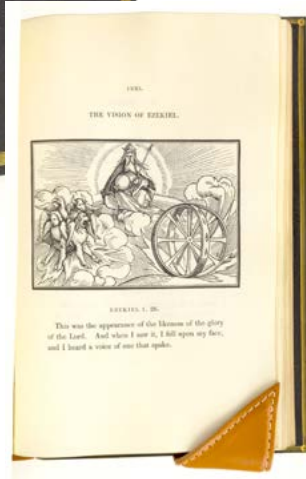 THE VISION OF EZEKIEL.
EZEKIEL I. 28.
This was the appearance of the likeness of the glory
of the Lord. And when I saw it, I fell upon my face,
and I heard a voice of one that spake.